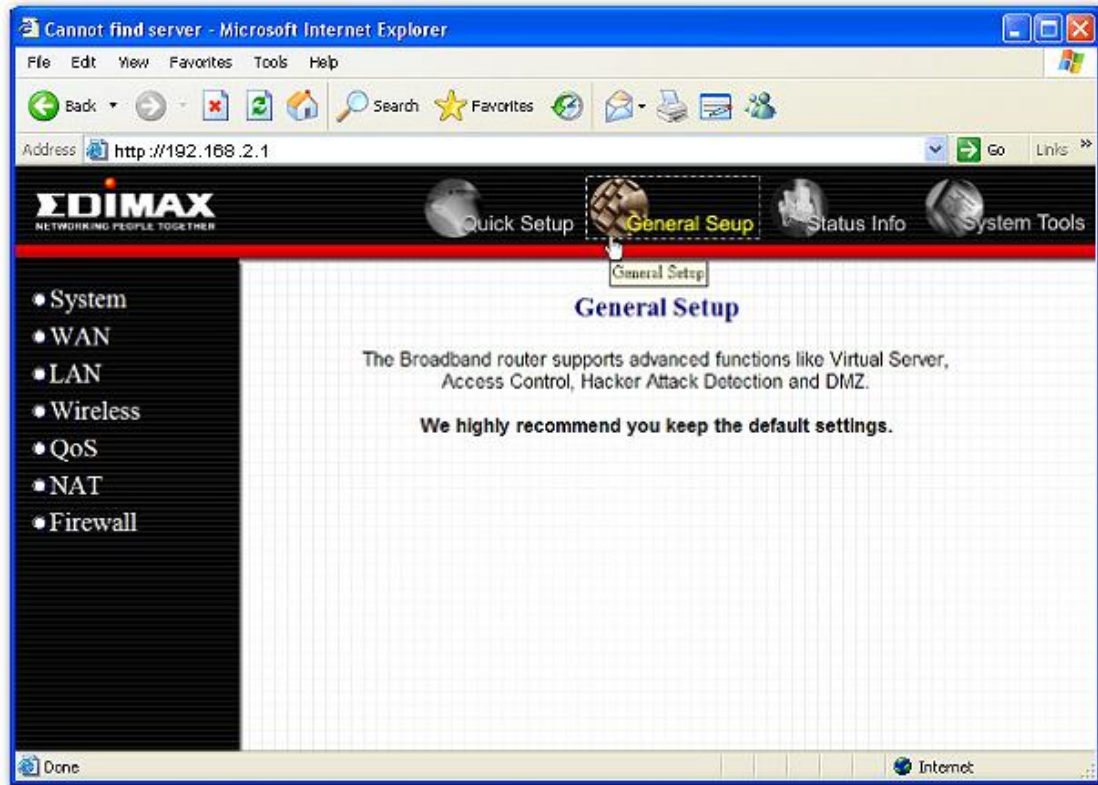 Cannot find server - Microsoft Internet Explorer
File Edit View Favorites Tools Help
Back Search Favorites
Address http://192.168.2.1 Go Links »
EDIMAX
NETWORKING PEOPLE TOGETHER
Quick Setup General Seup Status Info System Tools
General Setup
System
WAN
LAN
Wireless
QoS
NAT
Firewall
General Setup
The Broadband router supports advanced functions like Virtual Server,
Access Control, Hacker Attack Detection and DMZ.
We highly recommend you keep the default settings.
Done Internet